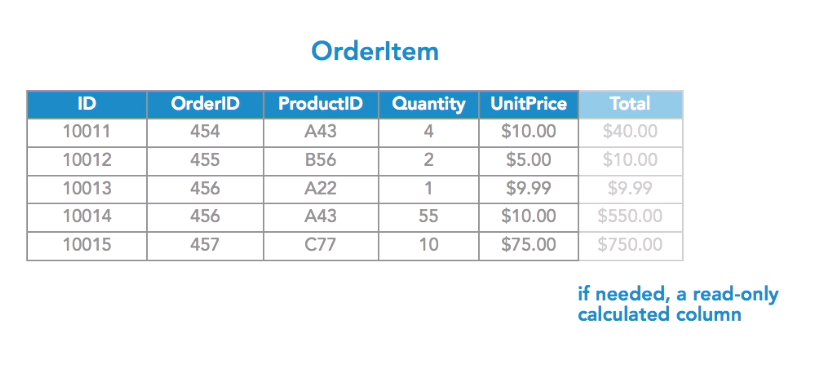 OrderItem
ID OrderID ProductID Quantity UnitPrice Total
10011 454 A43 4 $10.00 $40.00
10012 455 B56 2 $5.00 $10.00
10013 456 A22 1 $9.99 $9.99
10014 456 A43 55 $10.00 $550.00
10015 457 C77 10 $75.00 $750.00
if needed, a read-only
calculated column